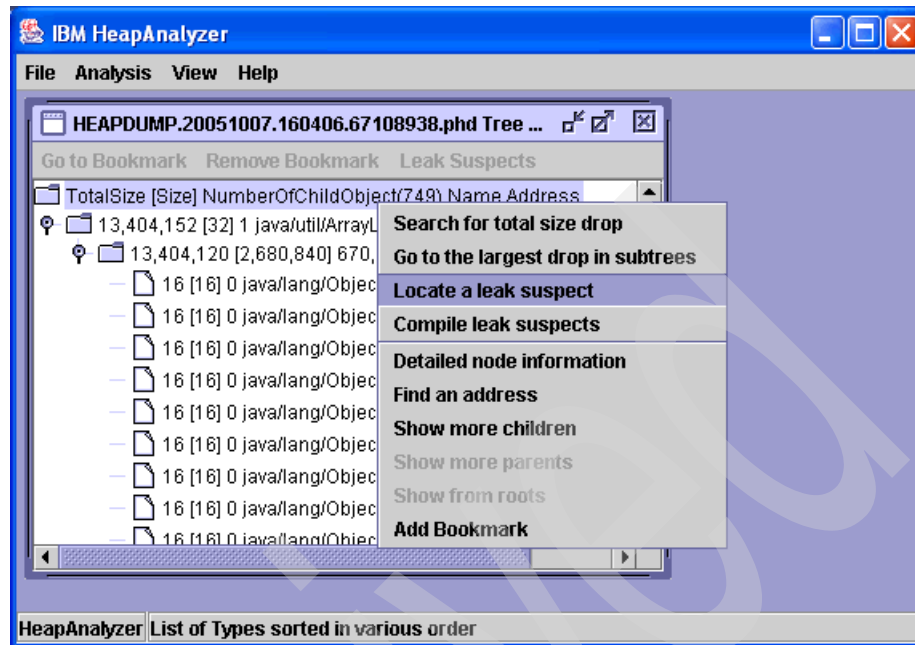 IBM HeapAnalyzer
File Analysis View Help
HEAPDUMP.20051007.160406.67108938.phd Tree ...
Go to Bookmark Remove Bookmark Leak Suspects
TotalSize [Size] NumberOfChildObject(749) Name Address
13,404,152 [32] 1 java/util/ArrayL
13,404,120 [2,680,840] 670,
16 [16] 0 java/lang/Objec
16 [16] 0 java/lang/Objec
16 [16] 0 java/lang/Objec
16 [16] 0 java/lang/Objec
16 [16] 0 java/lang/Objec
16 [16] 0 java/lang/Objec
16 [16] 0 java/lang/Objec
16 [16] 0 java/lang/Objec
16 [16] 0 java/lang/Objec
Search for total size drop
Go to the largest drop in subtrees
Locate a leak suspect
Compile leak suspects
Detailed node information
Find an address
Show more children
Show more parents
Show from roots
Add Bookmark
HeapAnalyzer List of Types sorted in various order